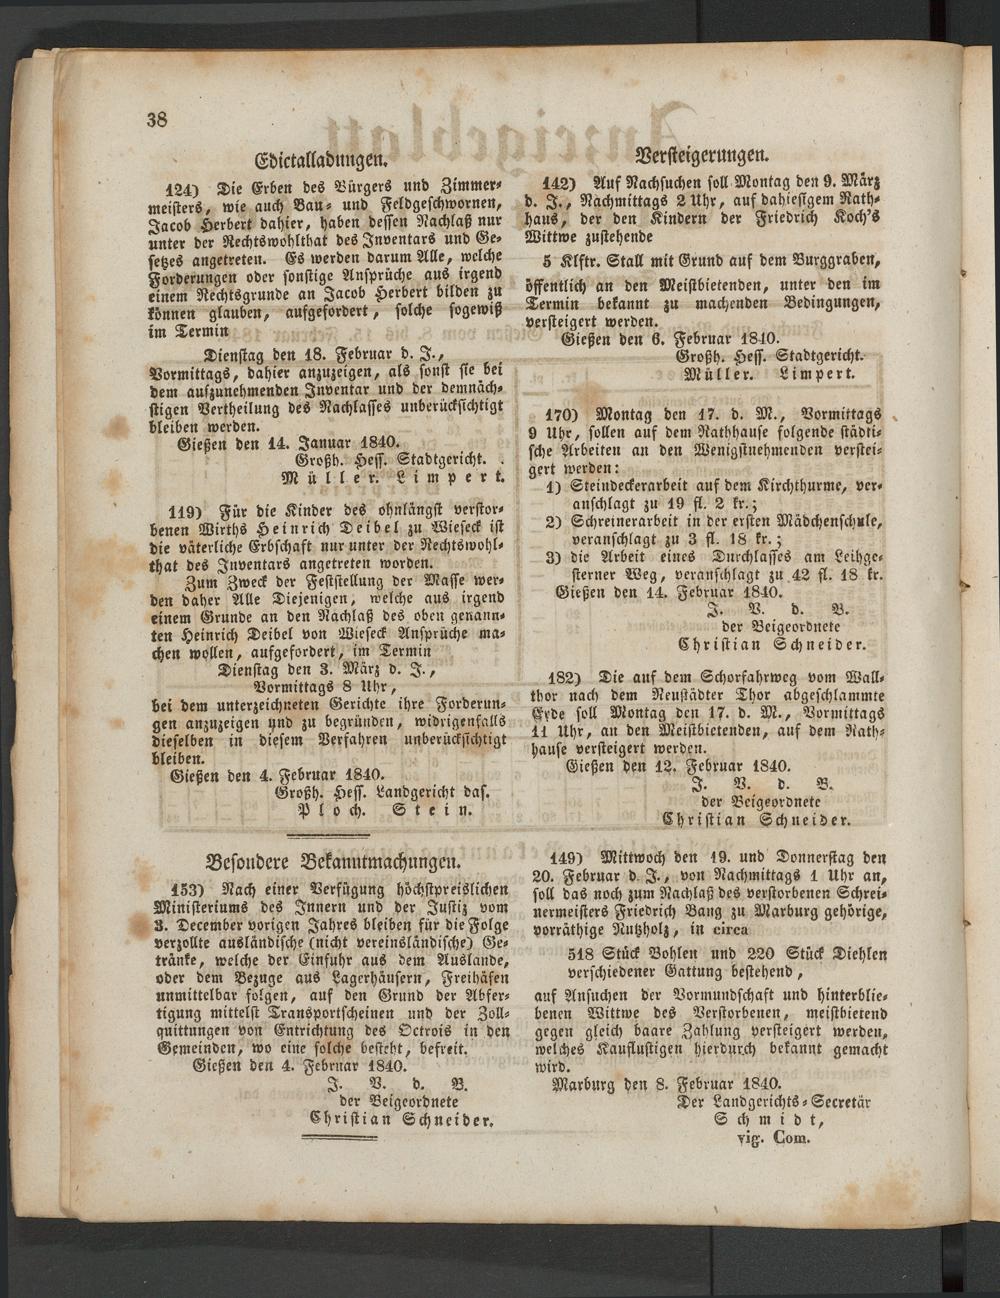 38
Edictalladungen.
124) Die Erben des Bürgers und Zimmer-
meisters, wie auch Bau- und Feldgeschwornen,
Jacob Herbert dahier, haben dessen Nachlaß nur
unter der Rechtswohlthat des Inventars und Ge-
setzes angetreten. Es werden darum Alle, welche
Forderungen oder sonstige Ansprüche aus irgend
einem Rechtsgrunde an Jacob Herbert bilden zu
können glauben, aufgefordert, solche sogewiß
im Termin
Dienstag den 18. Februar d. J.,
Vormittags, dahier anzuzeigen, als sonst sie bei
dem aufzunehmenden Inventar und der demnäch-
stigen Vertheilung des Nachlasses unberücksichtigt
bleiben werden.
Gießen den 14. Januar 1840.
Großh. Hess. Stadtgericht.
Müller. Limpert.
119) Für die Kinder des ohnlängst verstor-
benen Wirths Heinrich Deibel zu Wieseck ist
die väterliche Erbschaft nur unter der Rechtswohl-
that des Inventars angetreten worden.
Zum Zweck der Feststellung der Masse wer-
den daher Alle Diejenigen, welche aus irgend
einem Grunde an den Nachlaß des oben genann-
ten Heinrich Deibel von Wieseck Ansprüche ma-
chen wollen, aufgefordert, im Termin
Dienstag den 3. März d. J.,
Vormittags 8 Uhr,
bei dem unterzeichneten Gerichte ihre Forderun-
gen anzuzeigen und zu begründen, widrigenfalls
dieselben in diesem Verfahren unberücksichtigt
bleiben.
Gießen den 4. Februar 1840.
Großh. Hess. Landgericht das.
Ploch. Stein.
Besondere Bekanntmachungen.
153) Nach einer Verfügung höchstpreislichen
Ministeriums des Innern und der Justiz vom
3. December vorigen Jahres bleiben für die Folge
verzollte ausländische (nicht vereinsländische) Ge-
tränke, welche der Einfuhr aus dem Auslande,
oder dem Bezuge aus Lagerhäusern, Freihäfen
unmittelbar folgen, auf den Grund der Abfer-
tigung mittelst Transportscheinen und der Zoll-
quittungen von Entrichtung des Octrois in den
Gemeinden, wo eine solche besteht, befreit.
Gießen den 4. Februar 1840.
J. V. d. B.
der Beigeordnete
Christian Schneider.
Versteigerungen.
142) Auf Nachsuchen soll Montag den 9. März
d. J., Nachmittags 2 Uhr, auf dahiesigem Rath-
haus, der den Kindern der Friedrich Koch's
Wittwe zustehende
5 Klftr. Stall mit Grund auf dem Burggraben,
öffentlich an den Meistbietenden, unter den im
Termin bekannt zu machenden Bedingungen,
versteigert werden.
Gießen den 6. Februar 1840.
Großh. Hess. Stadtgericht.
Müller. Limpert.
170) Montag den 17. d. M., Vormittags
9 Uhr, sollen auf dem Rathhause folgende städti-
sche Arbeiten an den Wenigstnehmenden verstei-
gert werden:
1) Steindeckerarbeit auf dem Kirchthurme, ver-
anschlagt zu 19 fl. 2 kr.;
2) Schreinerarbeit in der ersten Mädchenschule,
veranschlagt zu 3 fl. 18 kr.;
3) die Arbeit eines Durchlasses am Leihge-
sterner Weg, veranschlagt zu 42 fl. 18 kr.
Gießen den 14. Februar 1840.
J. V. d. B.
der Beigeordnete
Christian Schneider.
182) Die auf dem Schorfahrweg vom Wall-
thor nach dem Neustädter Thor abgeschlammte
Erde soll Montag den 17. d. M., Vormittags
11 Uhr, an den Meistbietenden, auf dem Rath-
hause versteigert werden.
Gießen den 12. Februar 1840.
J. V. d. B.
der Beigeordnete
Christian Schneider.
149) Mittwoch den 19. und Donnerstag den
20. Februar d. J., von Nachmittags 1 Uhr an,
soll das noch zum Nachlaß des verstorbenen Schrei-
nermeisters Friedrich Bang zu Marburg gehörige,
vorräthige Nutzholz, in circa
518 Stück Bohlen und 220 Stück Diehlen
verschiedener Gattung bestehend,
auf Ansuchen der Vormundschaft und hinterblie-
benen Wittwe des Verstorbenen, meistbietend
gegen gleich baare Zahlung versteigert werden,
welches Kauflustigen hierdurch bekannt gemacht
wird.
Marburg den 8. Februar 1840.
Der Landgerichts-Secretär
Schmidt,
vig. Com.